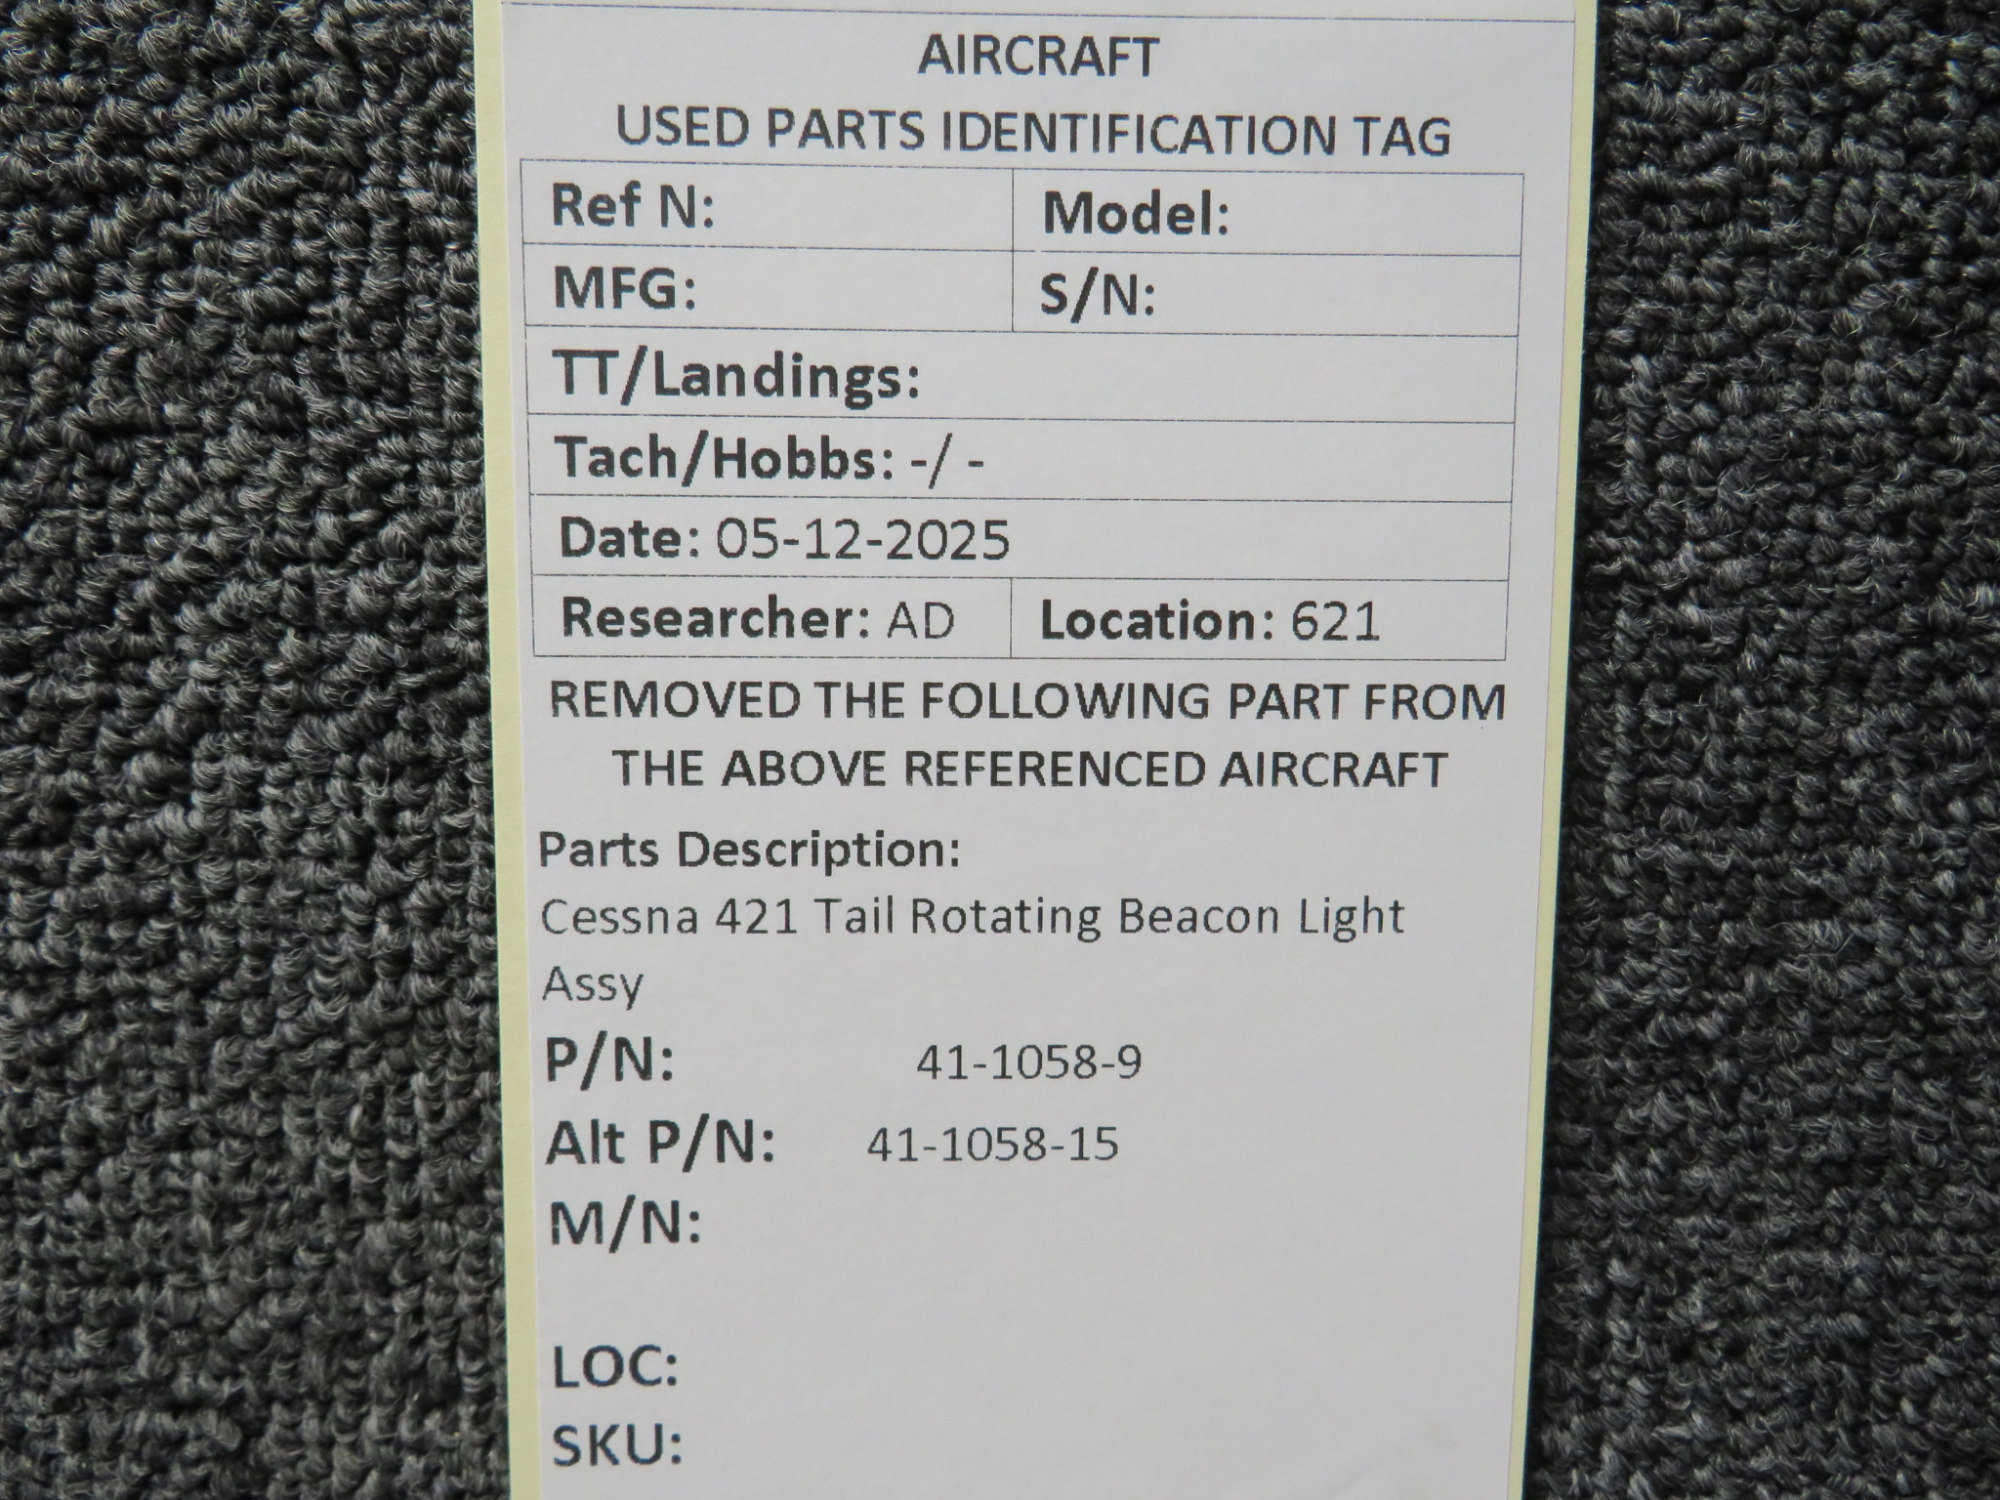 AIRCRAFT
USED PARTS IDENTIFICATION TAG
Ref N: Model:
MFG: S/N:
TT/Landings:
Tach/Hobbs: -/ -
Date: 05-12-2025
Researcher: AD Location: 621
REMOVED THE FOLLOWING PART FROM
THE ABOVE REFERENCED AIRCRAFT
Parts Description:
Cessna 421 Tail Rotating Beacon Light
Assy
P/N: 41-1058-9
Alt P/N: 41-1058-15
M/N:
LOC:
SKU: